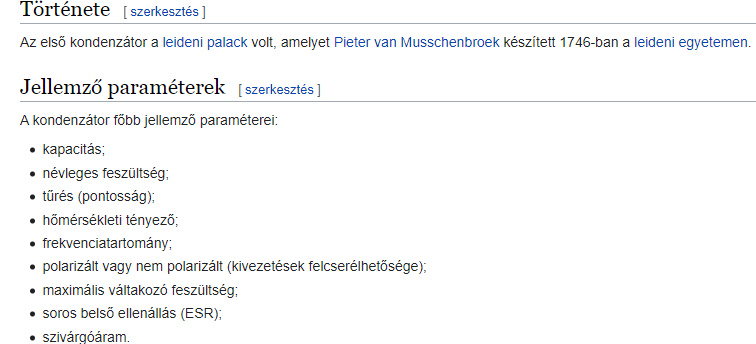 Története [ szerkesztés ]
Az első kondenzátor a leideni palack volt, amelyet Pieter van Musschenbroek készített 1746-ban a leideni egyetemen.
Jellemző paraméterek [ szerkesztés ]
A kondenzátor főbb jellemző paraméterei:
• kapacitás;
• névleges feszültség;
• tűrés (pontosság);
• hőmérsékleti tényező;
• frekvenciatartomány;
• polarizált vagy nem polarizált (kivezetések felcserélhetősége);
• maximális váltakozó feszültség;
• soros belső ellenállás (ESR);
• szivárgóáram.